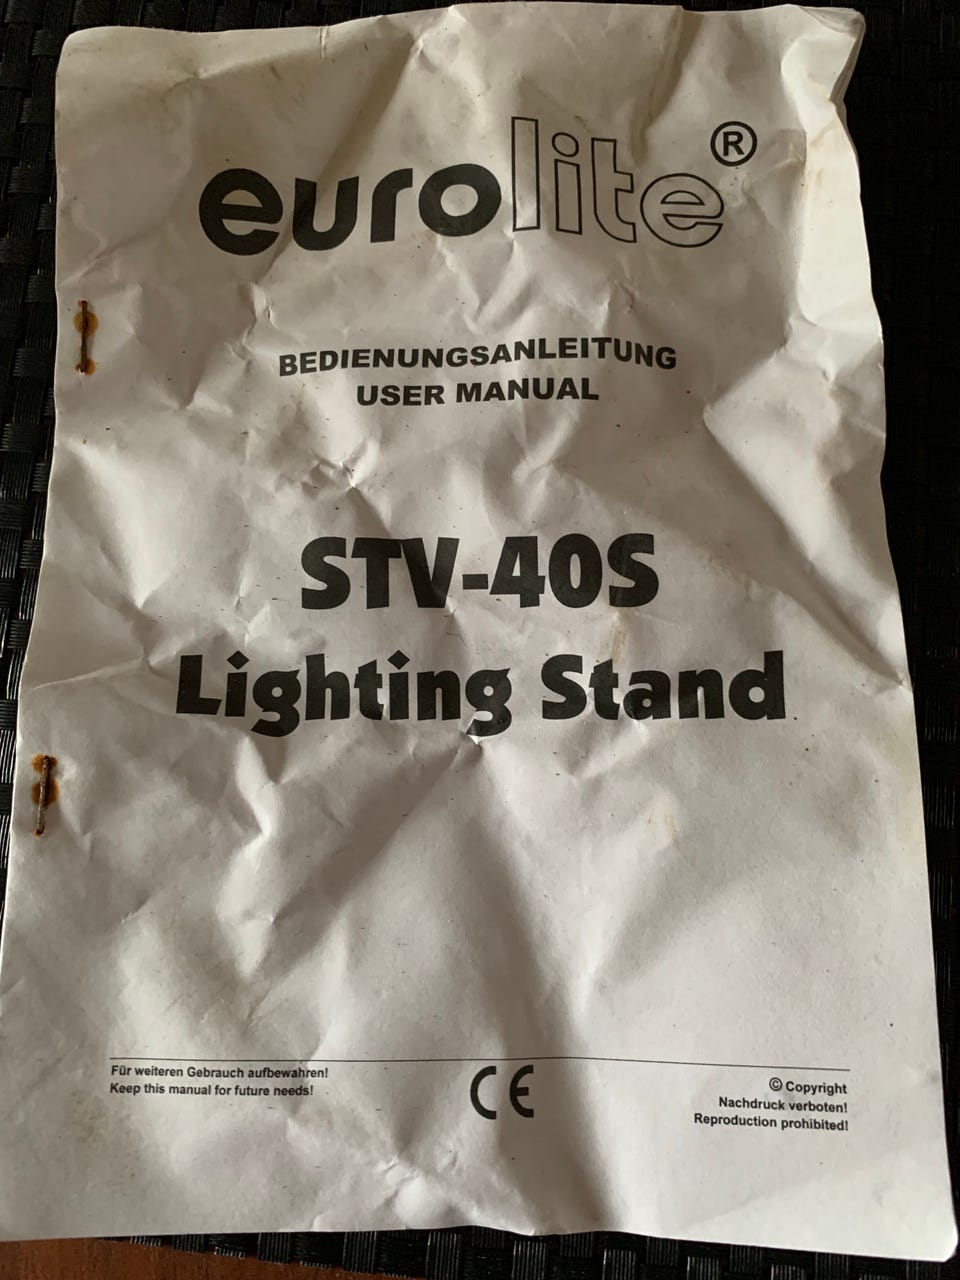 eurolite®
BEDIENUNGSANLEITUNG
USER MANUAL
STV-40S
Lighting Stand
Für weiteren Gebrauch aufbewahren!
Keep this manual for future needs!
CE
© Copyright
Nachdruck verboten!
Reproduction prohibited!